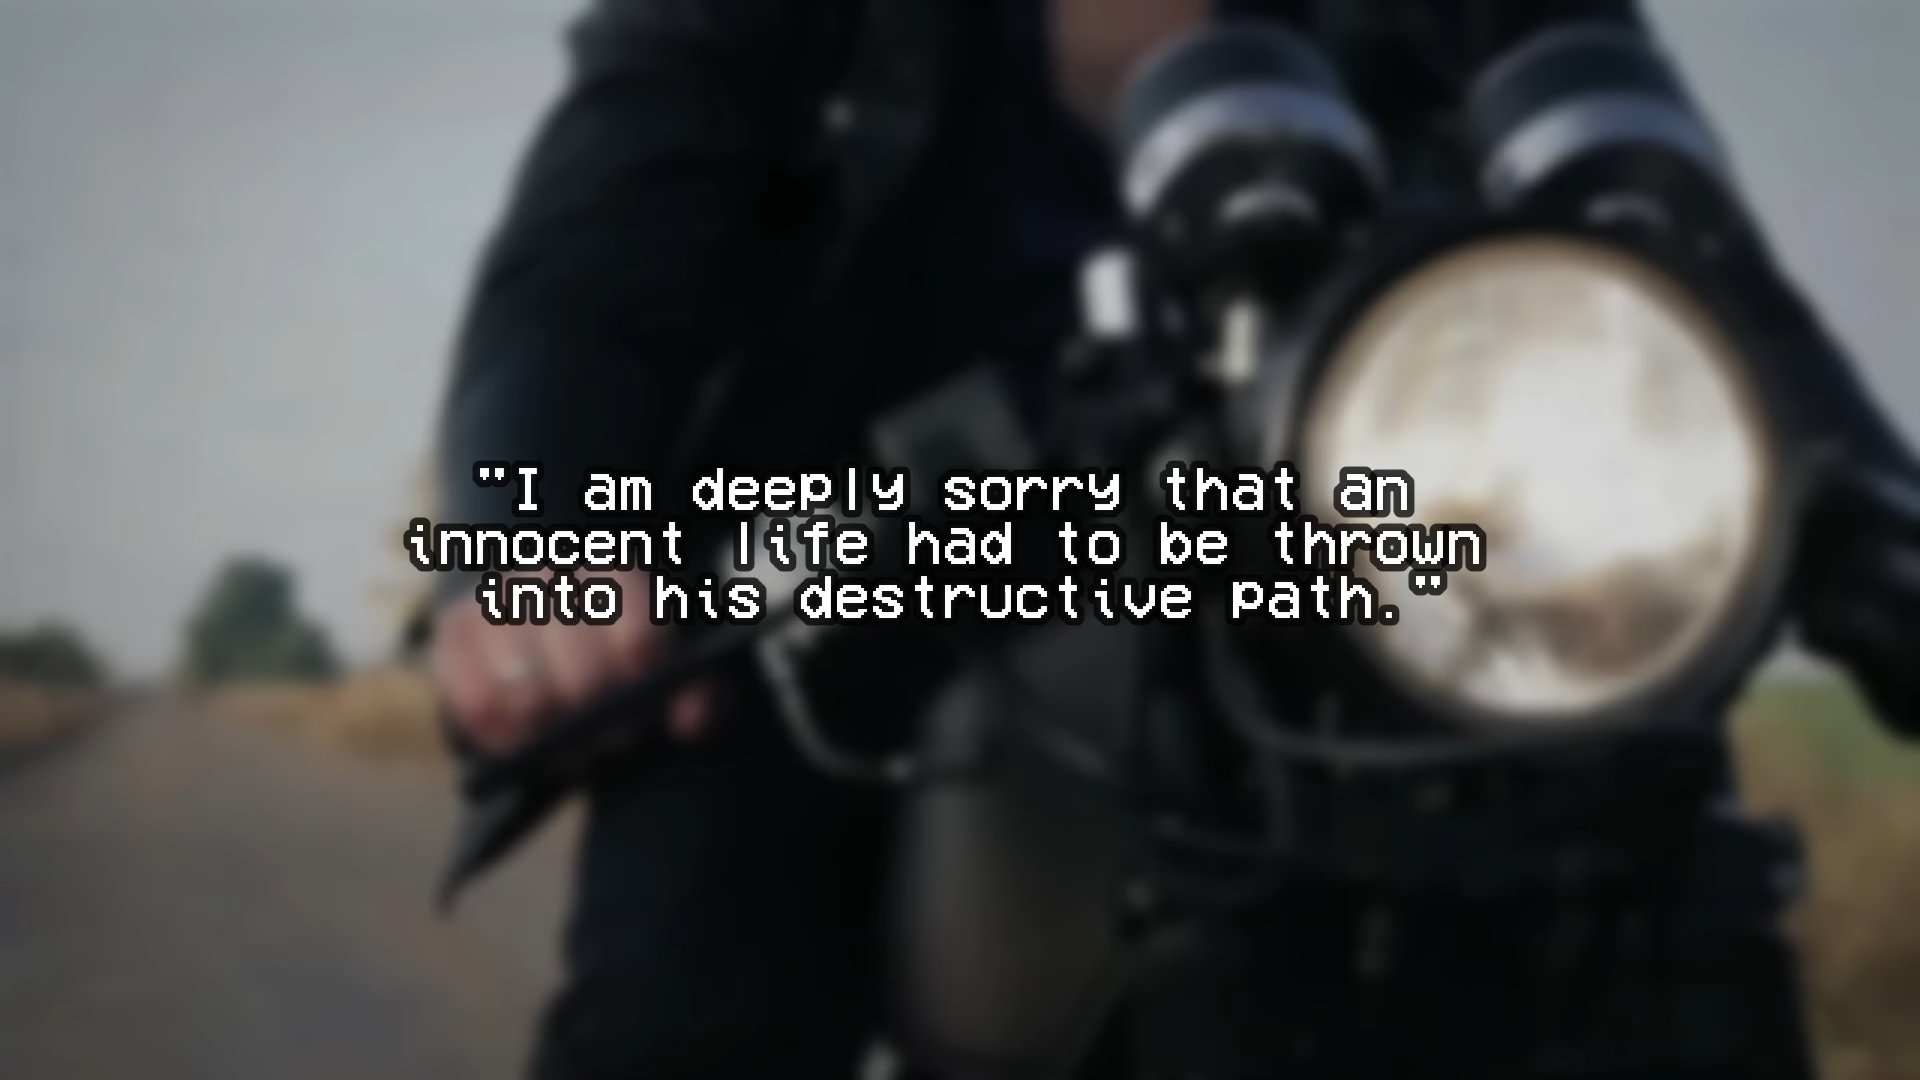 "I am deeply sorry that an
innocent life had to be thrown
into his destructive path."